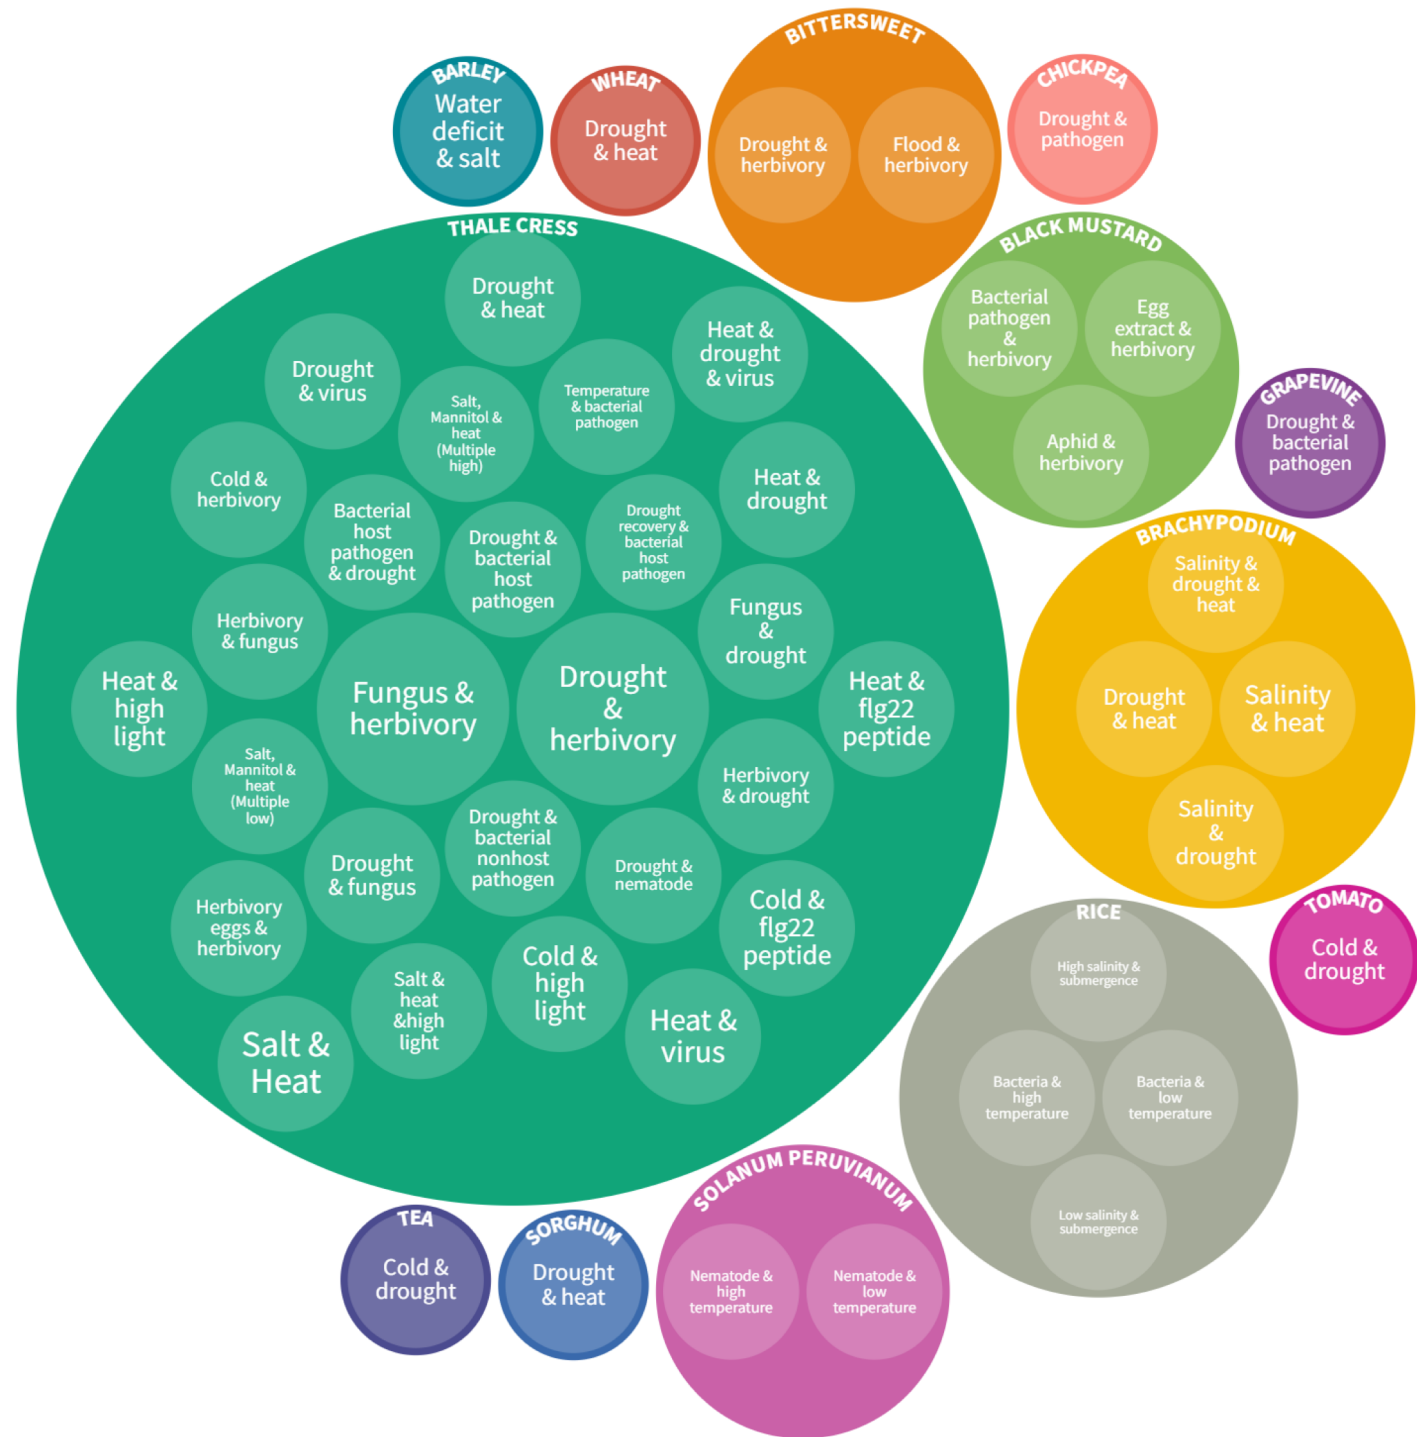 BARLEY
Water
deficit
& salt
WHEAT
Drought
& heat
BITTERSWEET
Drought &
herbivory
Flood &
herbivory
CHICKPEA
Drought &
pathogen
THALE CRESS
Drought
& heat
Heat &
drought
& virus
Drought
& virus
Salt,
Mannitol &
heat
(Multiple
high)
Temperature
& bacterial
pathogen
Cold &
herbivory
Heat &
drought
Bacterial
host
pathogen
& drought
Drought &
bacterial
host
pathogen
Drought
recovery &
bacterial
host
pathogen
Herbivory
& fungus
Fungus
&
drought
Heat &
high
light
Fungus &
herbivory
Drought
&
herbivory
Heat &
flg22
peptide
Salt,
Mannitol &
heat
(Multiple
low)
Herbivory
& drought
Drought
& fungus
Drought &
bacterial
nonhost
pathogen
Drought &
nematode
Herbivory
eggs &
herbivory
Cold &
flg22
peptide
Salt &
heat
&high
light
Cold &
high
light
Salt &
Heat
Heat &
virus
BLACK MUSTARD
Bacterial
pathogen
&
herbivory
Egg
extract &
herbivory
Aphid &
herbivory
GRAPEVINE
Drought &
bacterial
pathogen
BRACHYPODIUM
Salinity &
drought &
heat
Drought
& heat
Salinity
& heat
Salinity
&
drought
TOMATO
Cold &
drought
RICE
High salinity &
submergence
Bacteria &
high
temperature
Bacteria &
low
temperature
Low salinity &
submergence
TEA
Cold &
drought
SORGHUM
Drought
& heat
SOLANUM PERUVIANUM
Nematode &
high
temperature
Nematode &
low
temperature